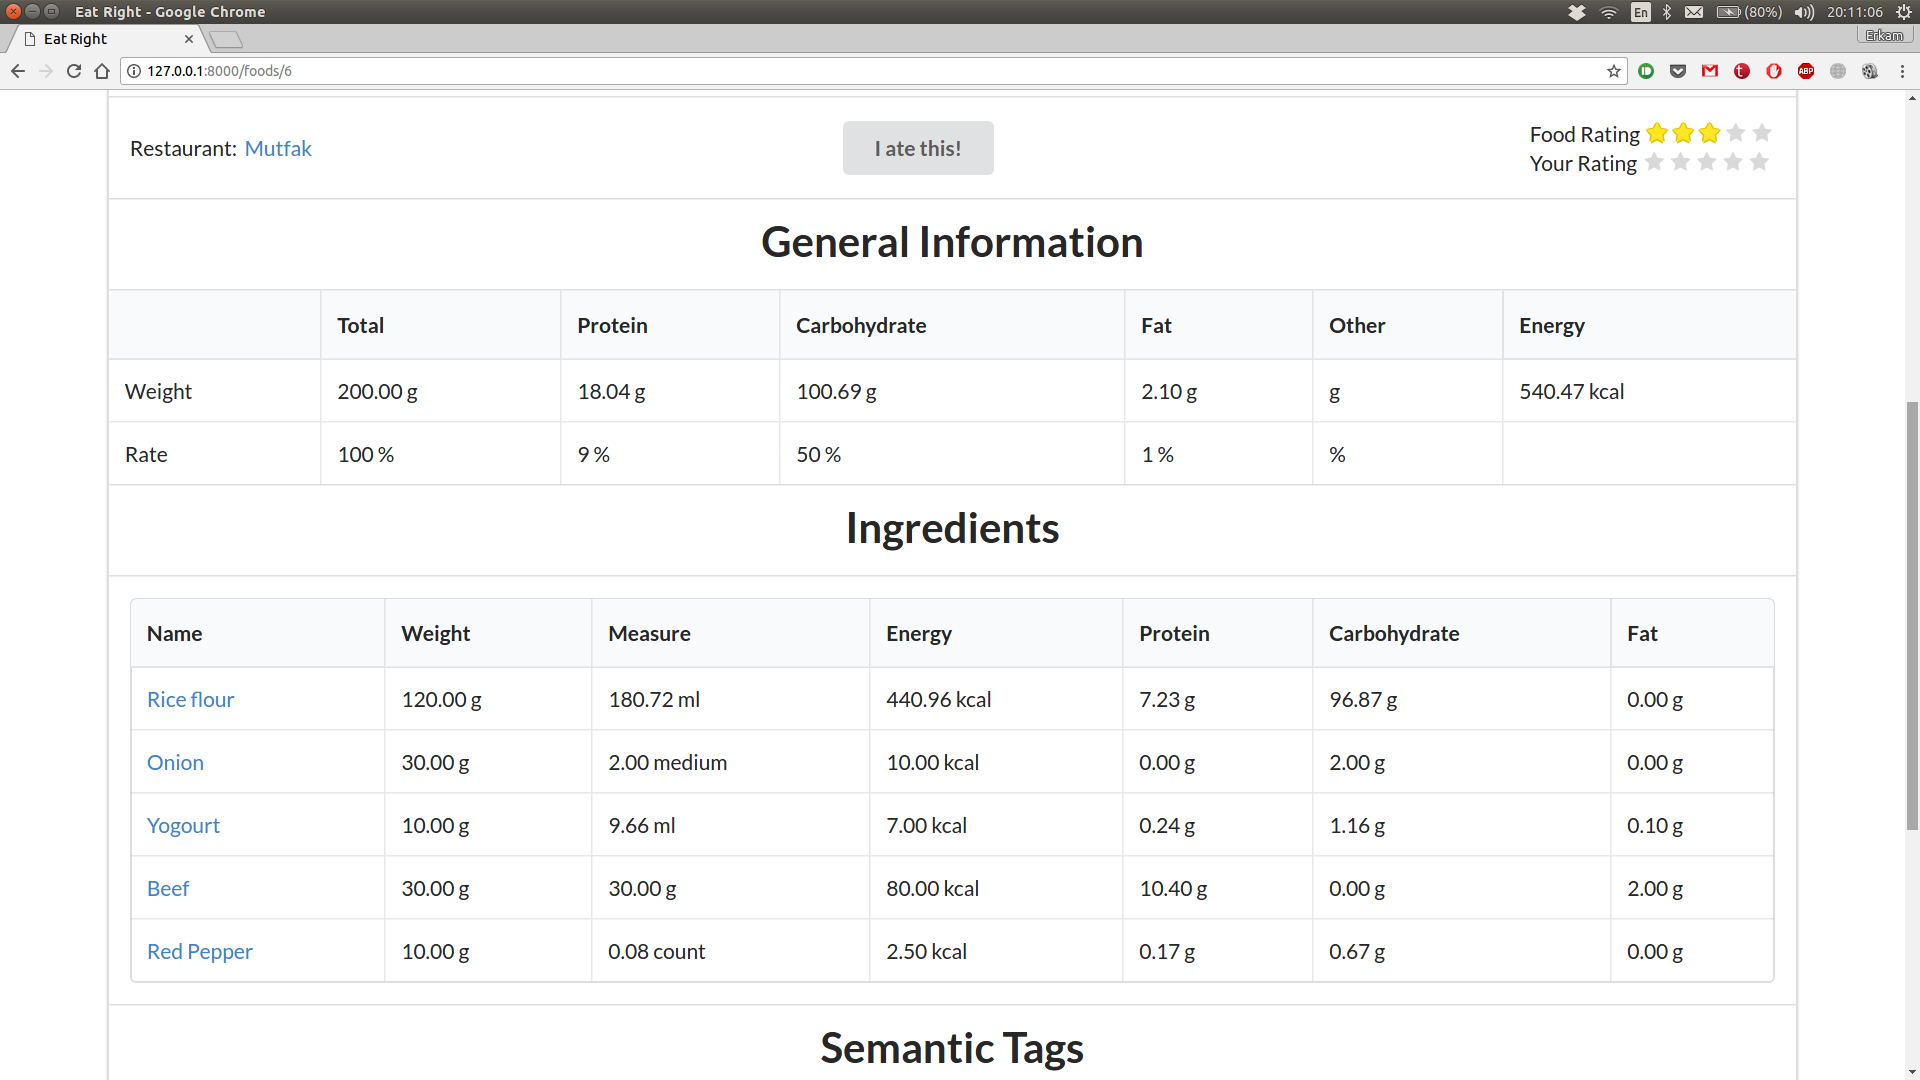 Eat Right - Google Chrome
En (80%) 20:11:06
Eat Right
Erkam
127.0.0.1:8000/foods/6
ABP
Restaurant: Mutfak
I ate this!
Food Rating
Your Rating
General Information
Total Protein Carbohydrate Fat Other Energy
Weight 200.00 g 18.04 g 100.69 g 2.10 g g 540.47 kcal
Rate 100 % 9 % 50 % 1 % %
Ingredients
Name Weight Measure Energy Protein Carbohydrate Fat
Rice flour 120.00 g 180.72 ml 440.96 kcal 7.23 g 96.87 g 0.00 g
Onion 30.00 g 2.00 medium 10.00 kcal 0.00 g 2.00 g 0.00 g
Yogourt 10.00 g 9.66 ml 7.00 kcal 0.24 g 1.16 g 0.10 g
Beef 30.00 g 30.00 g 80.00 kcal 10.40 g 0.00 g 2.00 g
Red Pepper 10.00 g 0.08 count 2.50 kcal 0.17 g 0.67 g 0.00 g
Semantic Tags